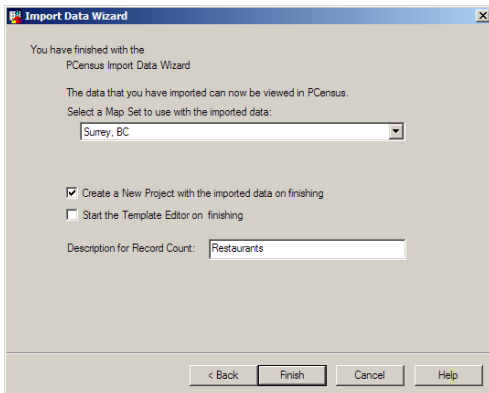 Import Data Wizard
You have finished with the
PCensus Import Data Wizard
The data that you have imported can now be viewed in PCensus.
Select a Map Set to use with the imported data:
Surrey, BC
Create a New Project with the imported data on finishing
Start the Template Editor on finishing
Description for Record Count: Restaurants
< Back Finish Cancel Help